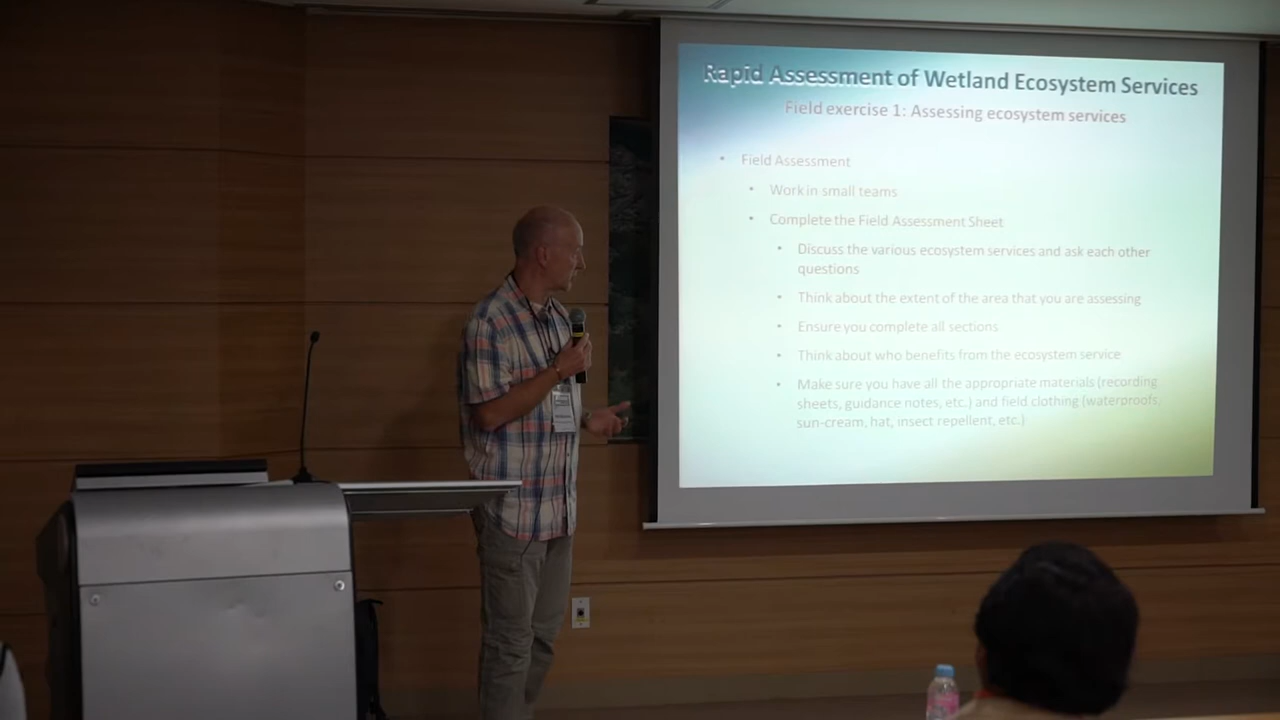 Rapid Assessment of Wetland Ecosystem Services
Field exercise 1: Assessing ecosystem services
• Field Assessment
• Work in small teams
• Complete the Field Assessment Sheet
• Discuss the various ecosystem services and ask each other
questions
• Think about the extent of the area that you are assessing
• Ensure you complete all sections
• Think about who benefits from the ecosystem service
• Make sure you have all the appropriate materials (recording
sheets, guidance notes, etc.) and field clothing (waterproofs,
sun-cream, hat, insect repellent, etc.)